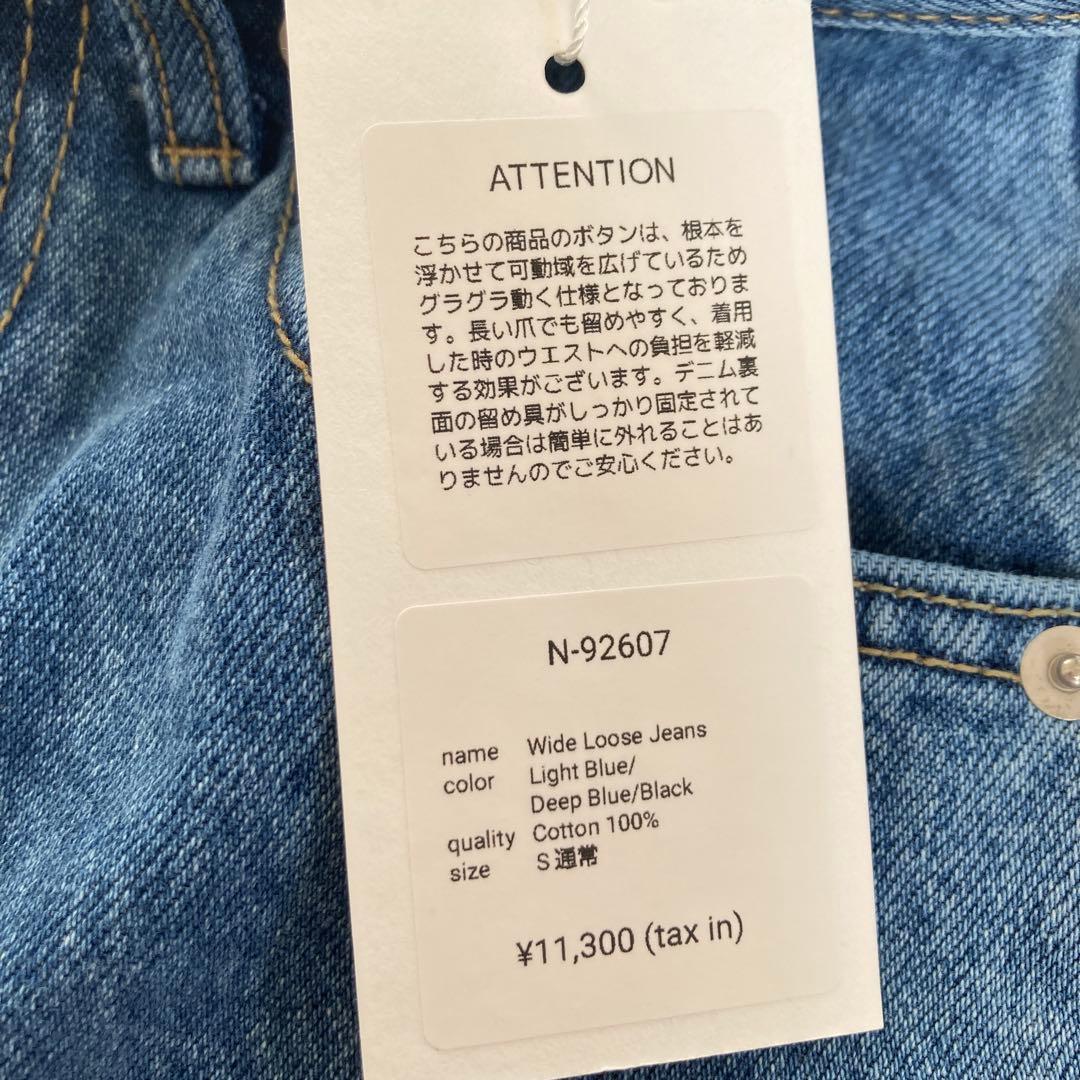 ATTENTION
こちらの商品のボタンは、根本を
浮かせて可動域を広げているため
グラグラ動く仕様となっておりま
す。長い爪でも留めやすく、着用
した時のウエストへの負担を軽減
する効果がございます。デニム裏
面の留め具がしっかり固定されて
いる場合は簡単に外れることはあ
りませんのでご安心ください。
N-92607
name Wide Loose Jeans
color Light Blue/
Deep Blue/Black
quality Cotton 100%
size S通常
¥11,300 (tax in)